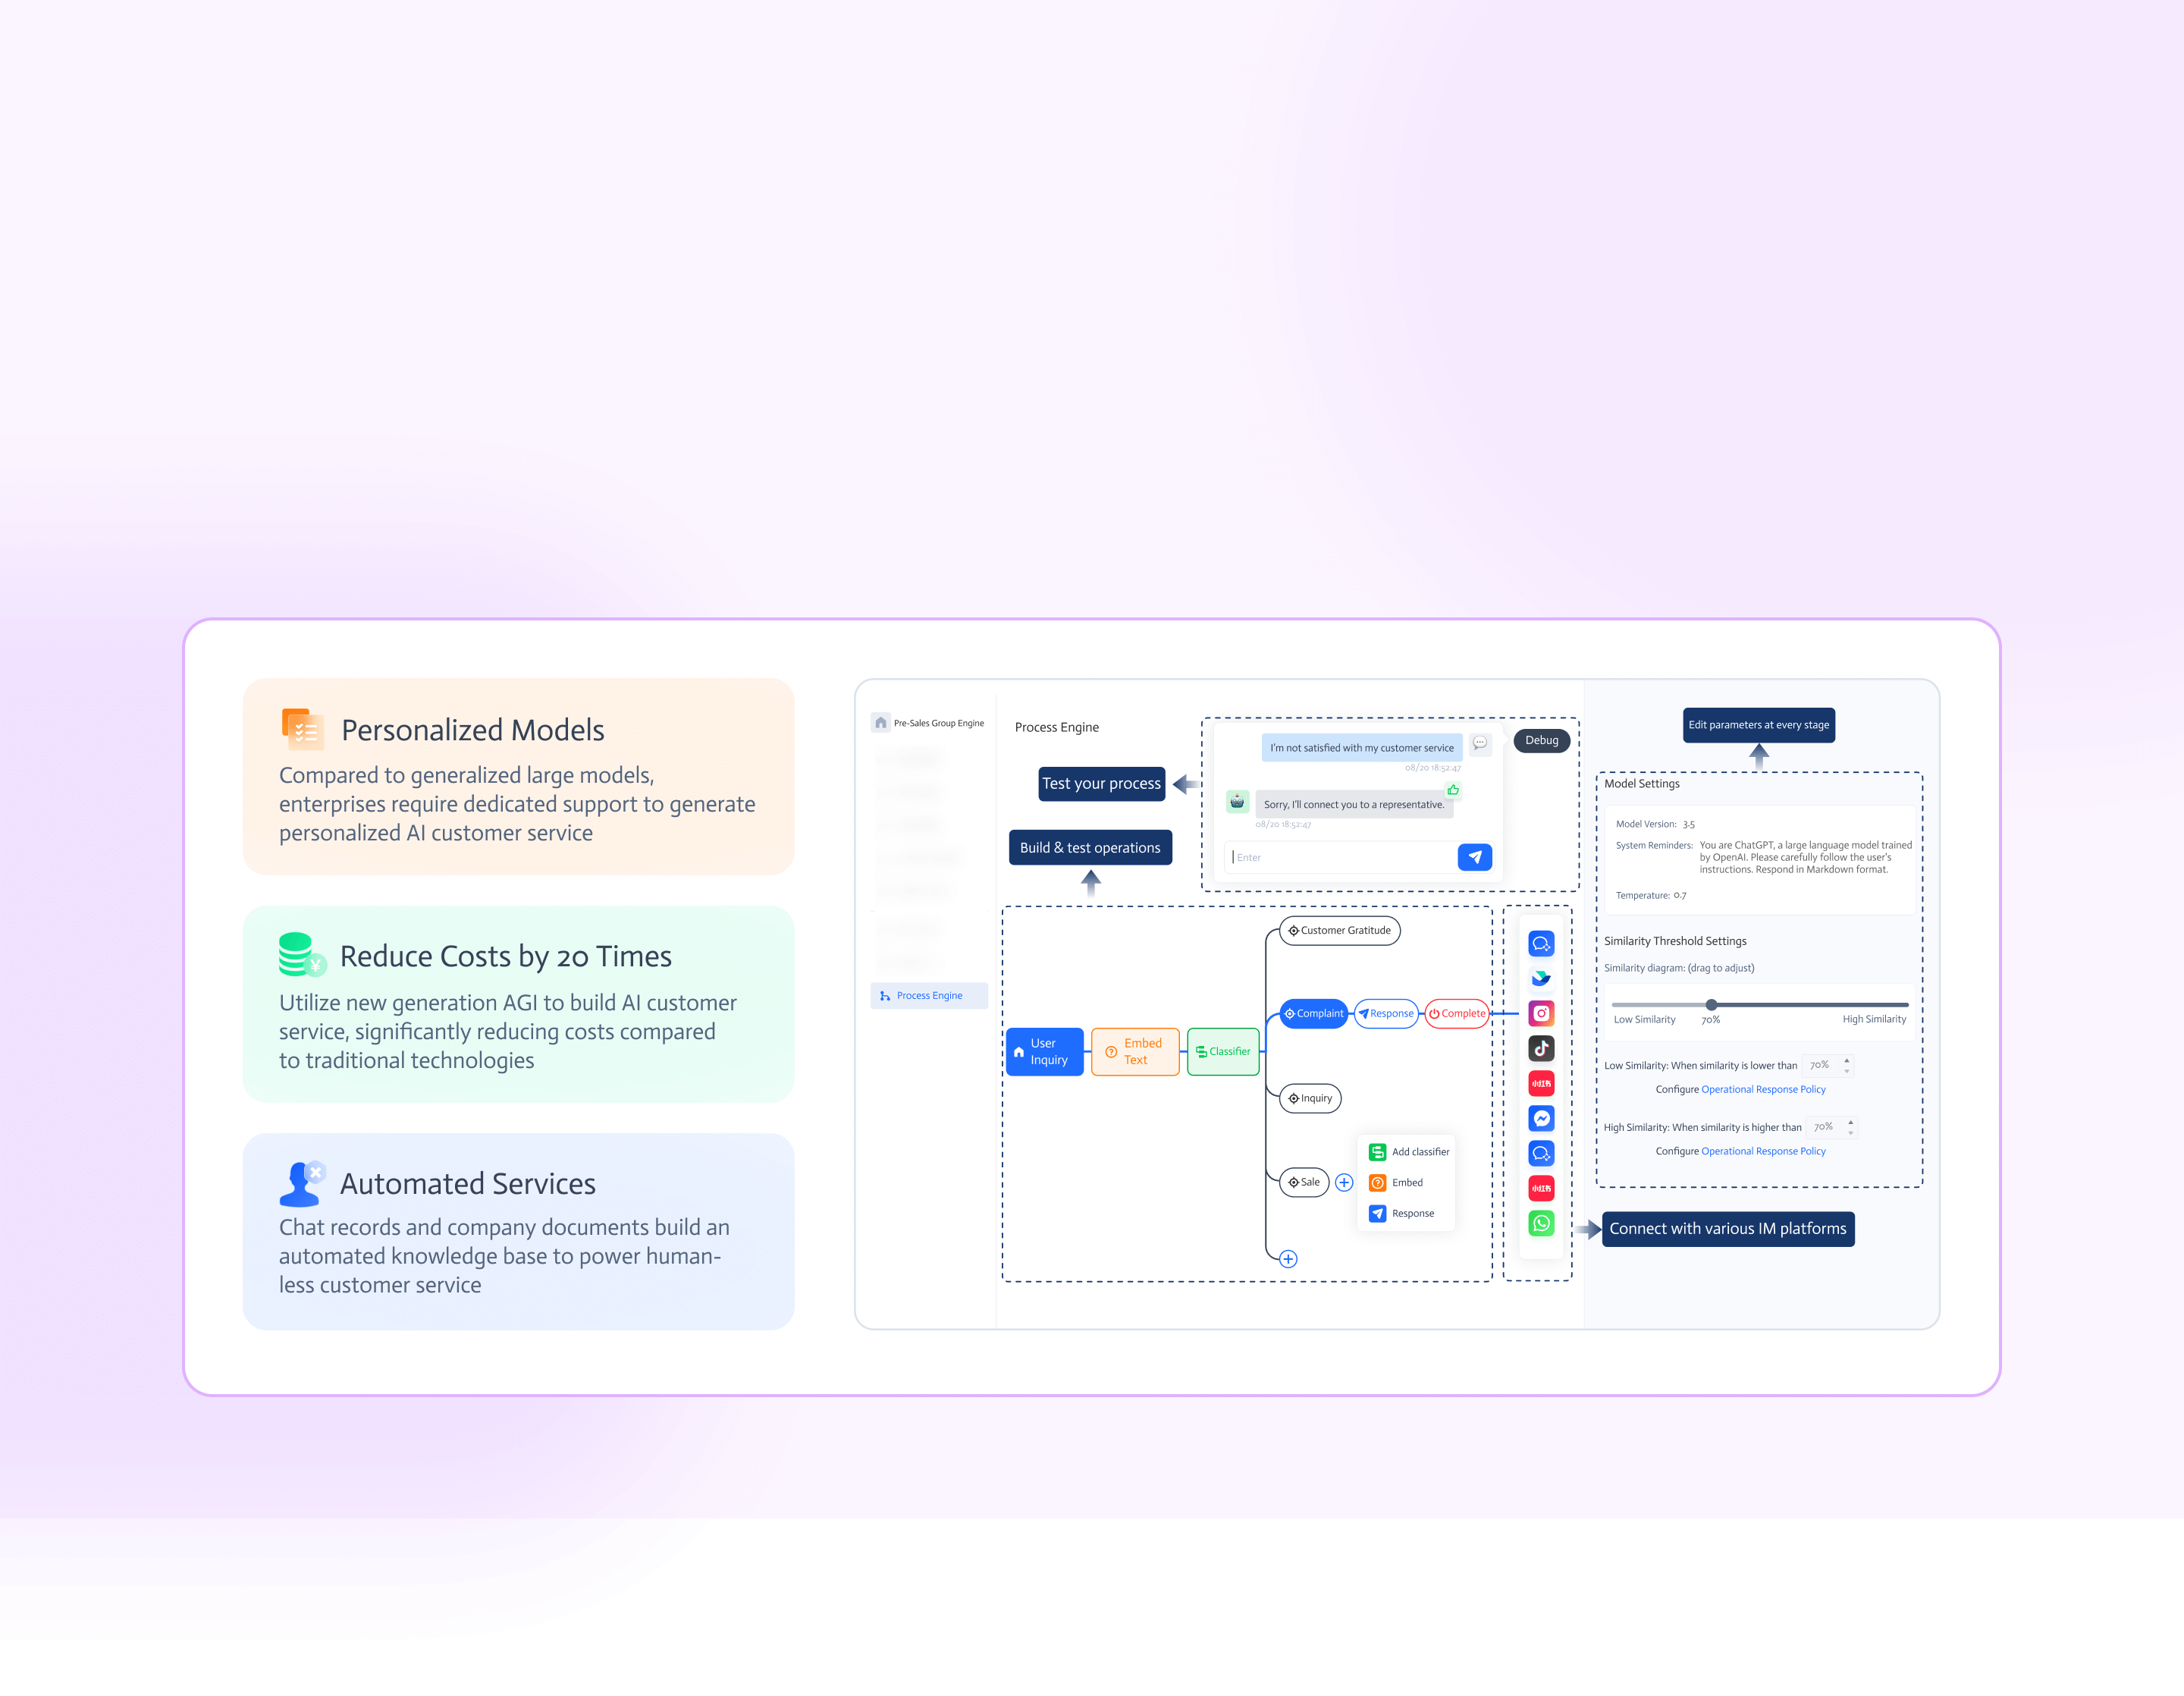 Personalized Models
Compared to generalized large models,
enterprises require dedicated support to generate
personalized AI customer service
Reduce Costs by 20 Times
¥
Utilize new generation AGI to build AI customer
service, significantly reducing costs compared
to traditional technologies
Automated Services
Chat records and company documents build an
automated knowledge base to power human-
less customer service
Pre-Sales Group Engine
Process Engine
Process Engine
Test your process
Build & test operations
I'm not satisfied with my customer service
08/20 18:52:47
Sorry, I'll connect you to a representative.
08/20 18:52:47
Enter
Debug
User
Inquiry
Embed
Text
Classifier
Customer Gratitude
Complaint
Response
Complete
Inquiry
Sale
Add classifier
Embed
Response
小红书
小红书
Edit parameters at every stage
Model Settings
Model Version: 3.5
System Reminders: You are ChatGPT, a large language model trained
by OpenAI. Please carefully follow the user's
instructions. Respond in Markdown format.
Temperature: 0.7
Similarity Threshold Settings
Similarity diagram: (drag to adjust)
Low Similarity 70% High Similarity
Low Similarity: When similarity is lower than 70%
Configure Operational Response Policy
High Similarity: When similarity is higher than 70%
Configure Operational Response Policy
Connect with various IM platforms